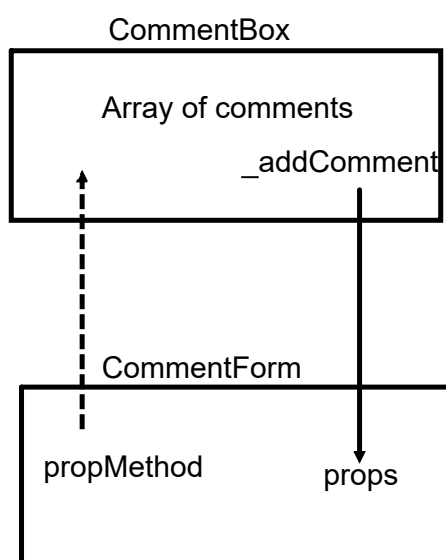 CommentBox
Array of comments
_addComment
CommentForm
propMethod
props